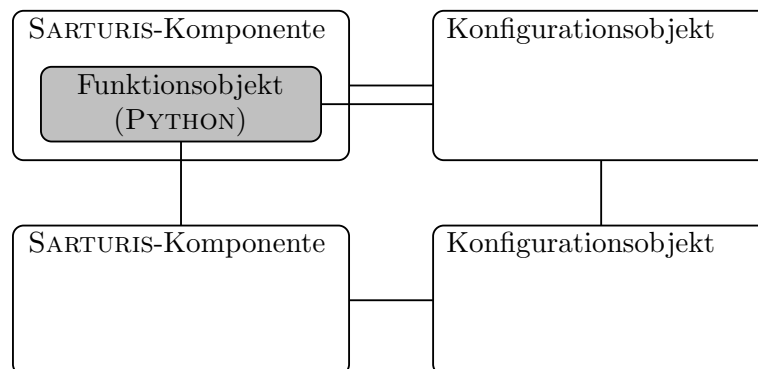 SARTURIS-Komponente
Konfigurationsobjekt
Funktionsobjekt
(PYTHON)
SARTURIS-Komponente
Konfigurationsobjekt